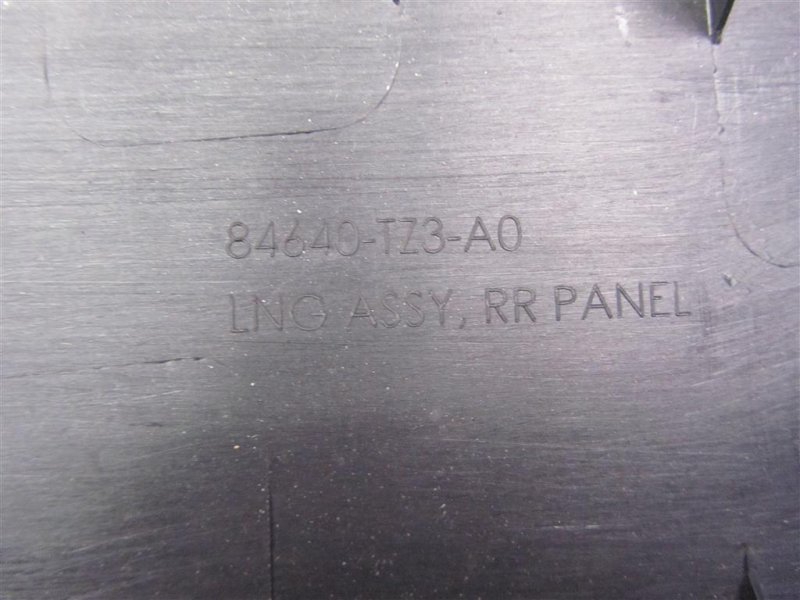 84640-TZ3-A0
LNG ASSY, RR PANEL